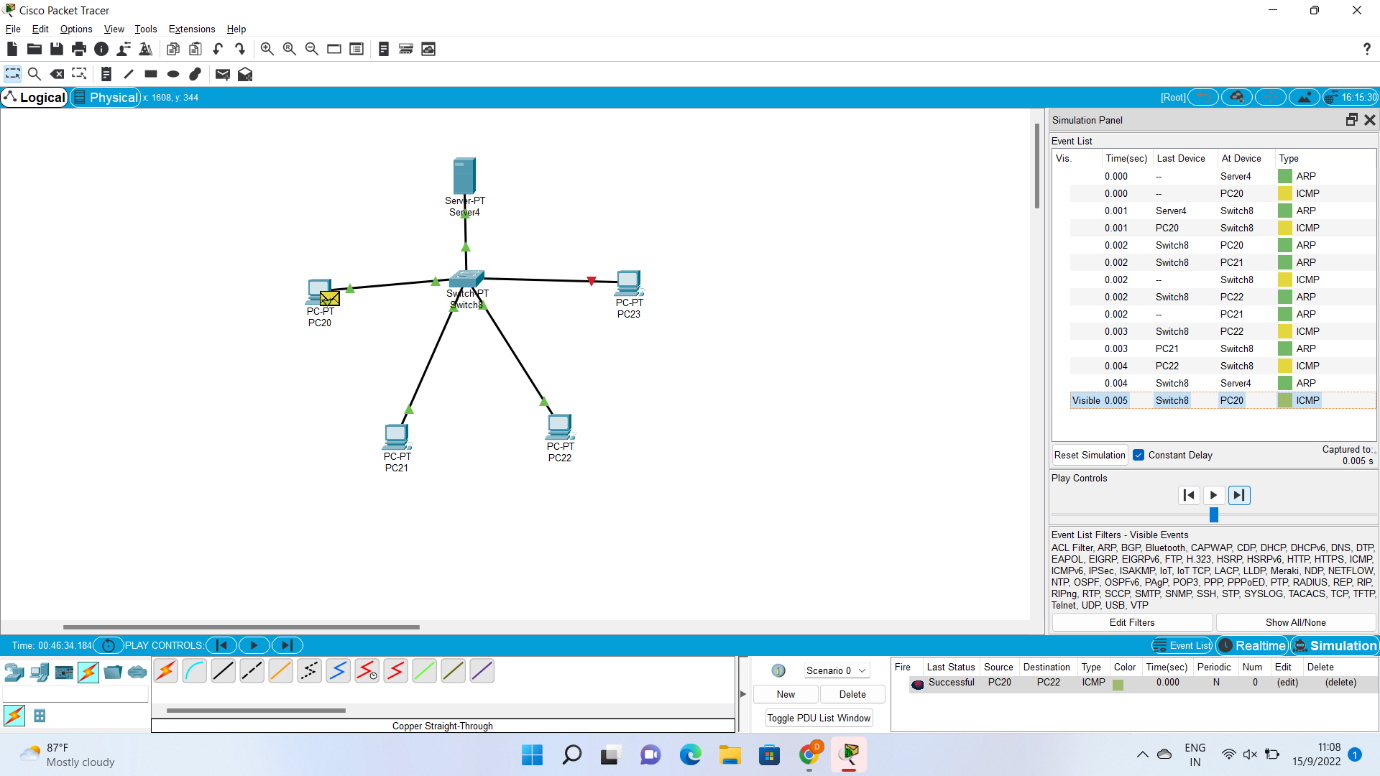 Cisco Packet Tracer
File Edit Options View Tools Extensions Help
?
Logical Physical x: 1608, y: 344 [Root] 16:15:30
Server-PT
Server4
Switch-PT
Switch8
PC-PT
PC20
PC-PT
PC23
PC-PT
PC21
PC-PT
PC22
Simulation Panel
Event List
Vis. Time(sec) Last Device At Device Type
0.000 -- Server4 ARP
0.000 -- PC20 ICMP
0.001 Server4 Switch8 ARP
0.001 PC20 Switch8 ICMP
0.002 Switch8 PC20 ARP
0.002 Switch8 PC21 ARP
0.002 -- Switch8 ICMP
0.002 Switch8 PC22 ARP
0.002 -- PC21 ARP
0.003 Switch8 PC22 ICMP
0.003 PC21 Switch8 ARP
0.004 PC22 Switch8 ICMP
0.004 Switch8 Server4 ARP
Visible 0.005 Switch8 PC20 ICMP
Reset Simulation Constant Delay Captured to:
0.005 s
Play Controls
Event List Filters - Visible Events
ACL Filter, ARP, BGP, Bluetooth, CAPWAP, CDP, DHCP, DHCPv6, DNS, DTP,
EAPOL, EIGRP, EIGRPv6, FTP, H.323, HSRP, HSRPv6, HTTP, HTTPS, ICMP,
ICMPv6, IPSec, ISAKMP, IoT, IoT TCP, LACP, LLDP, Meraki, NDP, NETFLOW,
NTP, OSPF, OSPFv6, PAgP, POP3, PPP, PPPoED, PTP, RADIUS, REP, RIP,
RIPng, RTP, SCCP, SMTP, SNMP, SSH, STP, SYSLOG, TACACS, TCP, TFTP,
Telnet, UDP, USB, VTP
Edit Filters Show All/None
Time: 00:46:34.184 PLAY CONTROLS: Event List Realtime Simulation
Copper Straight-Through
Scenario 0
New Delete
Toggle PDU List Window
Fire Last Status Source Destination Type Color Time(sec) Periodic Num Edit Delete
Successful PC20 PC22 ICMP 0.000 N 0 (edit) (delete)
87°F
Mostly cloudy
ENG
IN
11:08
15/9/2022
1